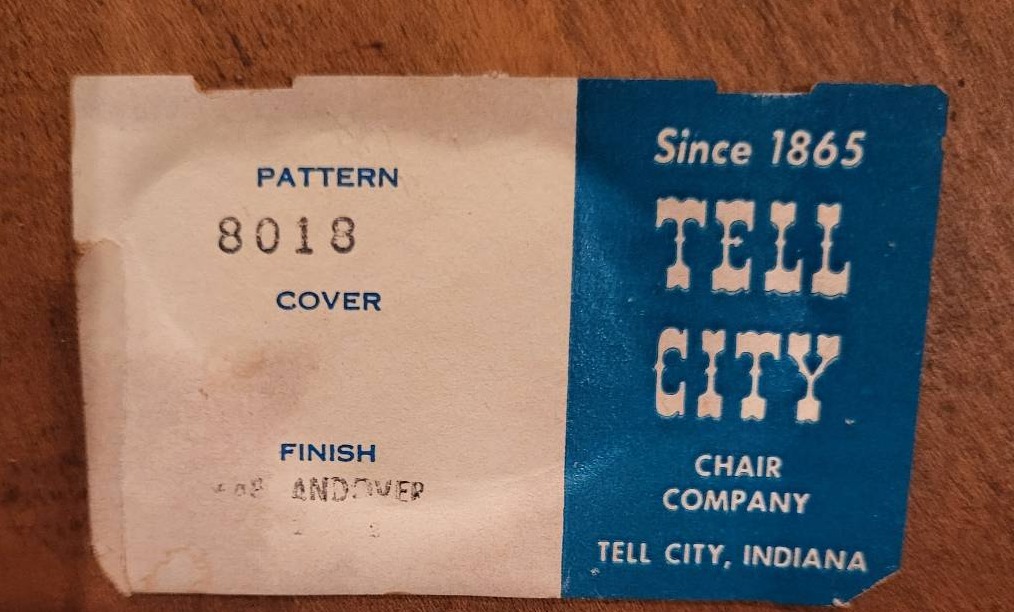 PATTERN
8018
COVER
FINISH
ANDOVER
Since 1865
TELL
CITY
CHAIR
COMPANY
TELL CITY, INDIANA